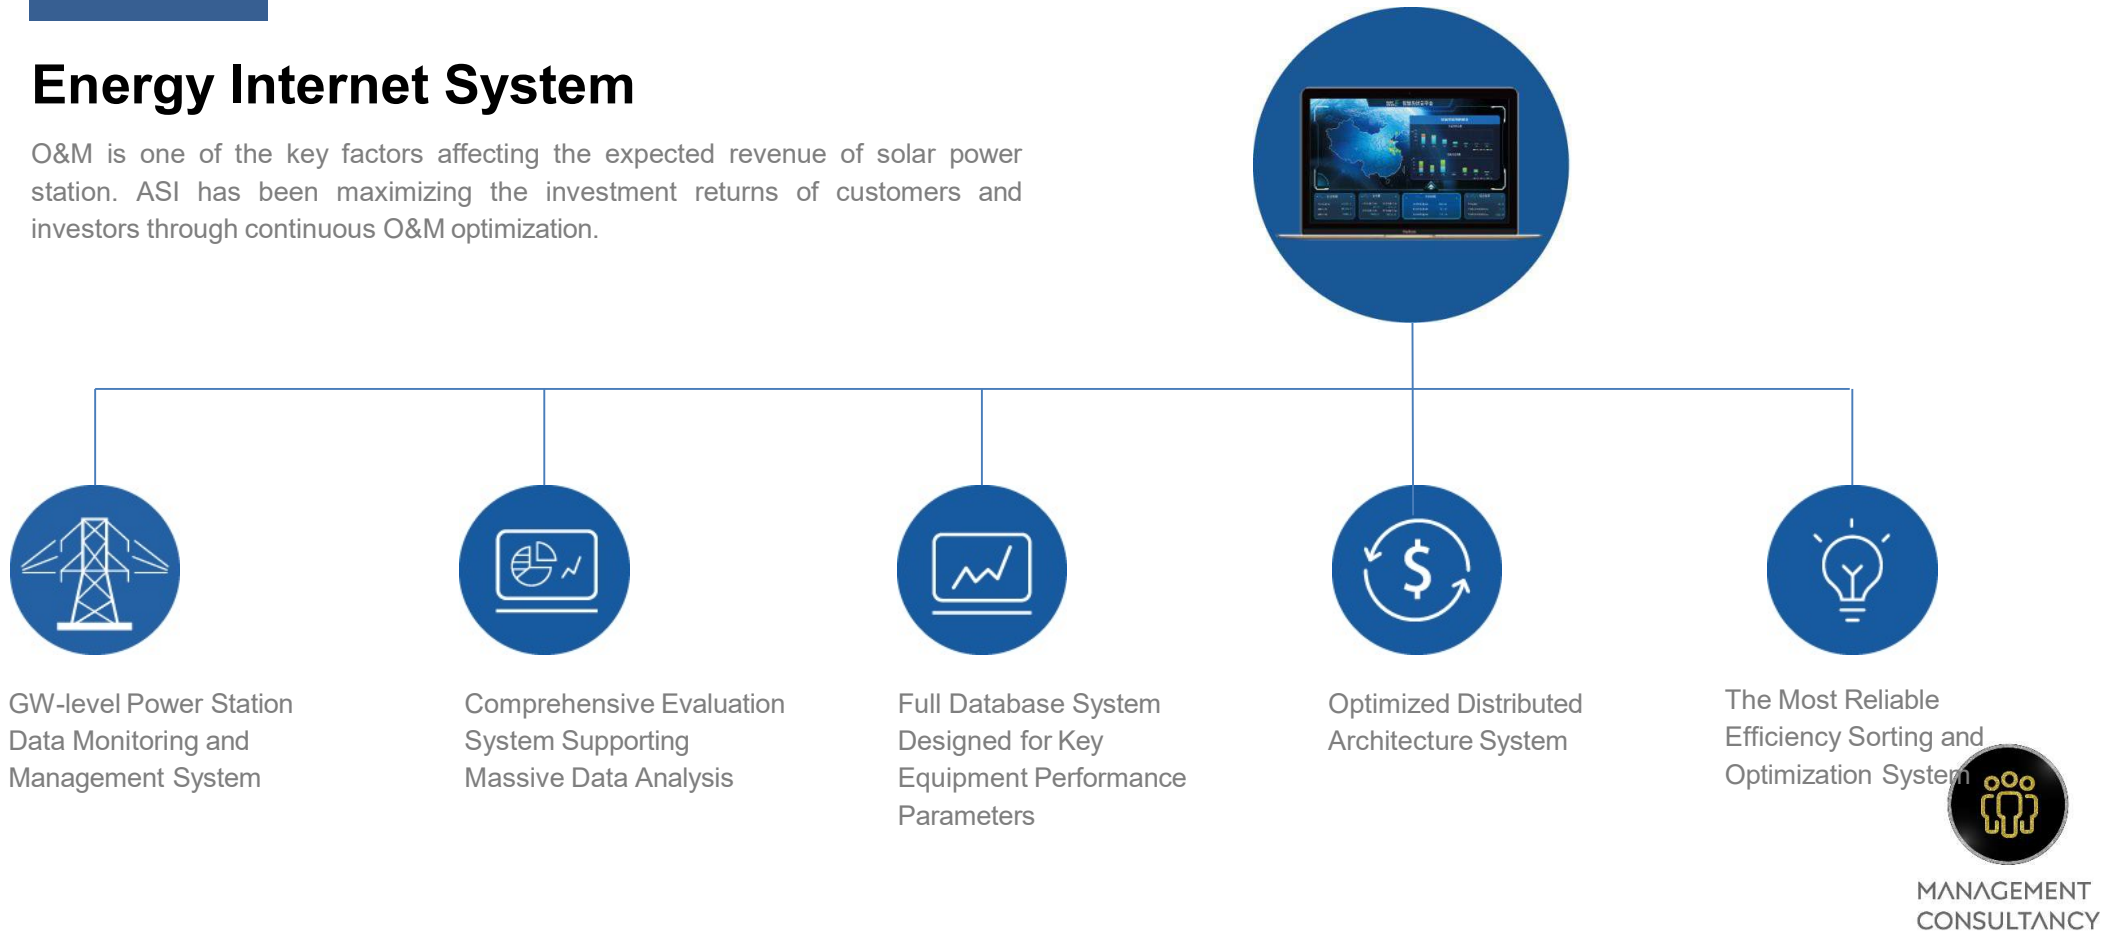 Energy Internet System
O&M is one of the key factors affecting the expected revenue of solar power
station. ASI has been maximizing the investment returns of customers and
investors through continuous O&M optimization.
GW-level Power Station
Data Monitoring and
Management System
Comprehensive Evaluation
System Supporting
Massive Data Analysis
Full Database System
Designed for Key
Equipment Performance
Parameters
$
Optimized Distributed
Architecture System
The Most Reliable
Efficiency Sorting and
Optimization System
MANAGEMENT
CONSULTANCY